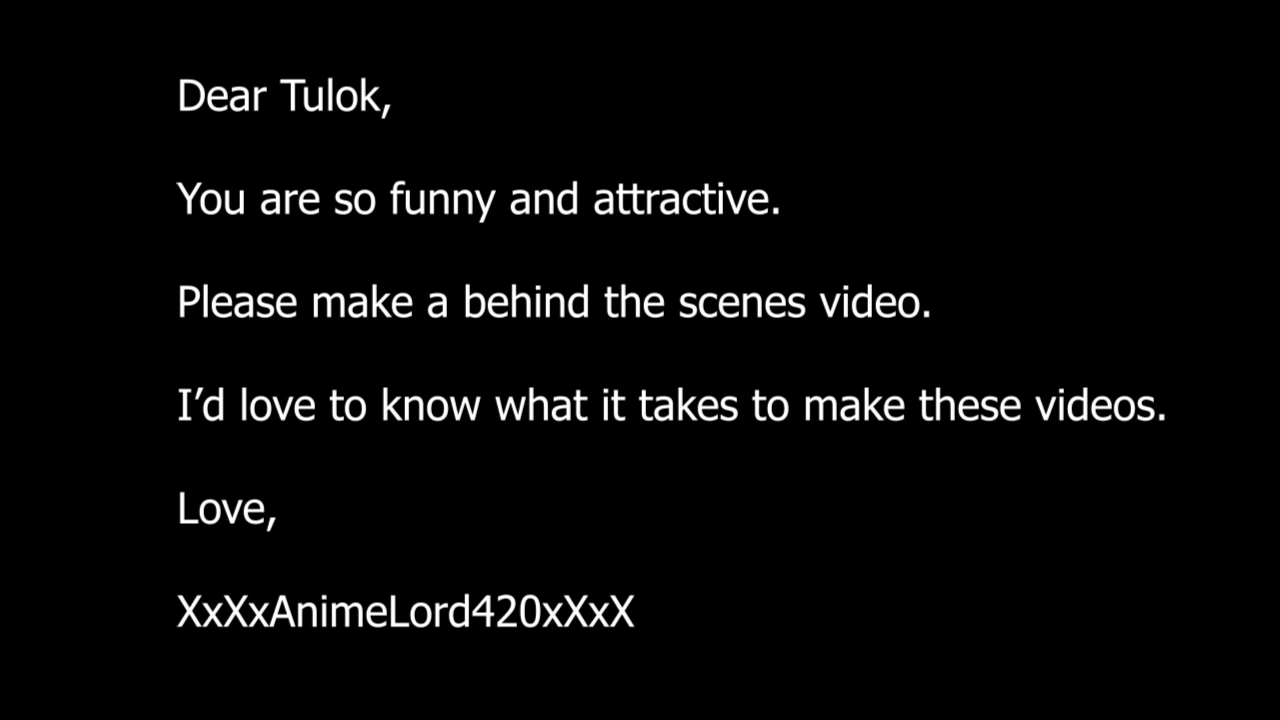 Dear Tulok,
You are so funny and attractive.
Please make a behind the scenes video.
I’d love to know what it takes to make these videos.
Love,
XxXxAnimeLord420xXxX